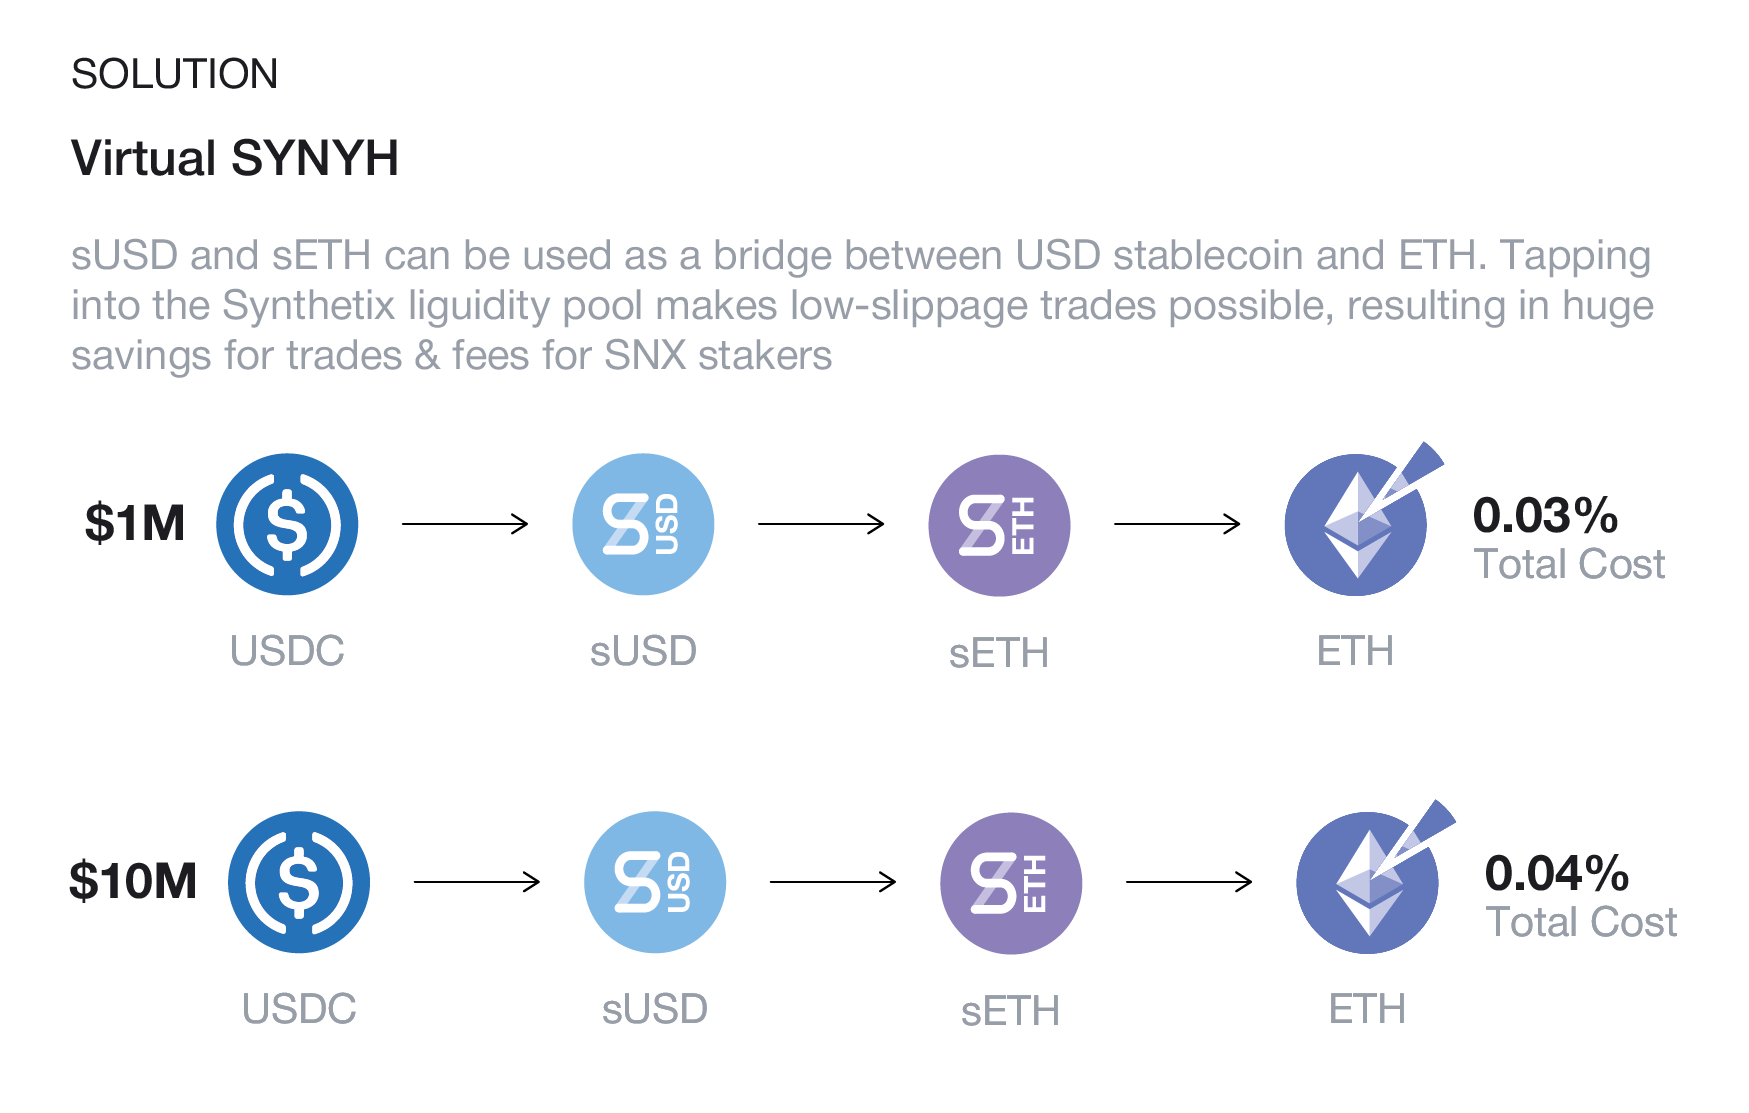 SOLUTION
Virtual SYNYH
sUSD and sETH can be used as a bridge between USD stablecoin and ETH. Tapping
into the Synthetix liguidity pool makes low-slippage trades possible, resulting in huge
savings for trades & fees for SNX stakers
$1M
$
USD
ETH
0.03%
Total Cost
USDC
sUSD
sETH
ETH
$10M
$
USD
ETH
0.04%
Total Cost
USDC
sUSD
sETH
ETH